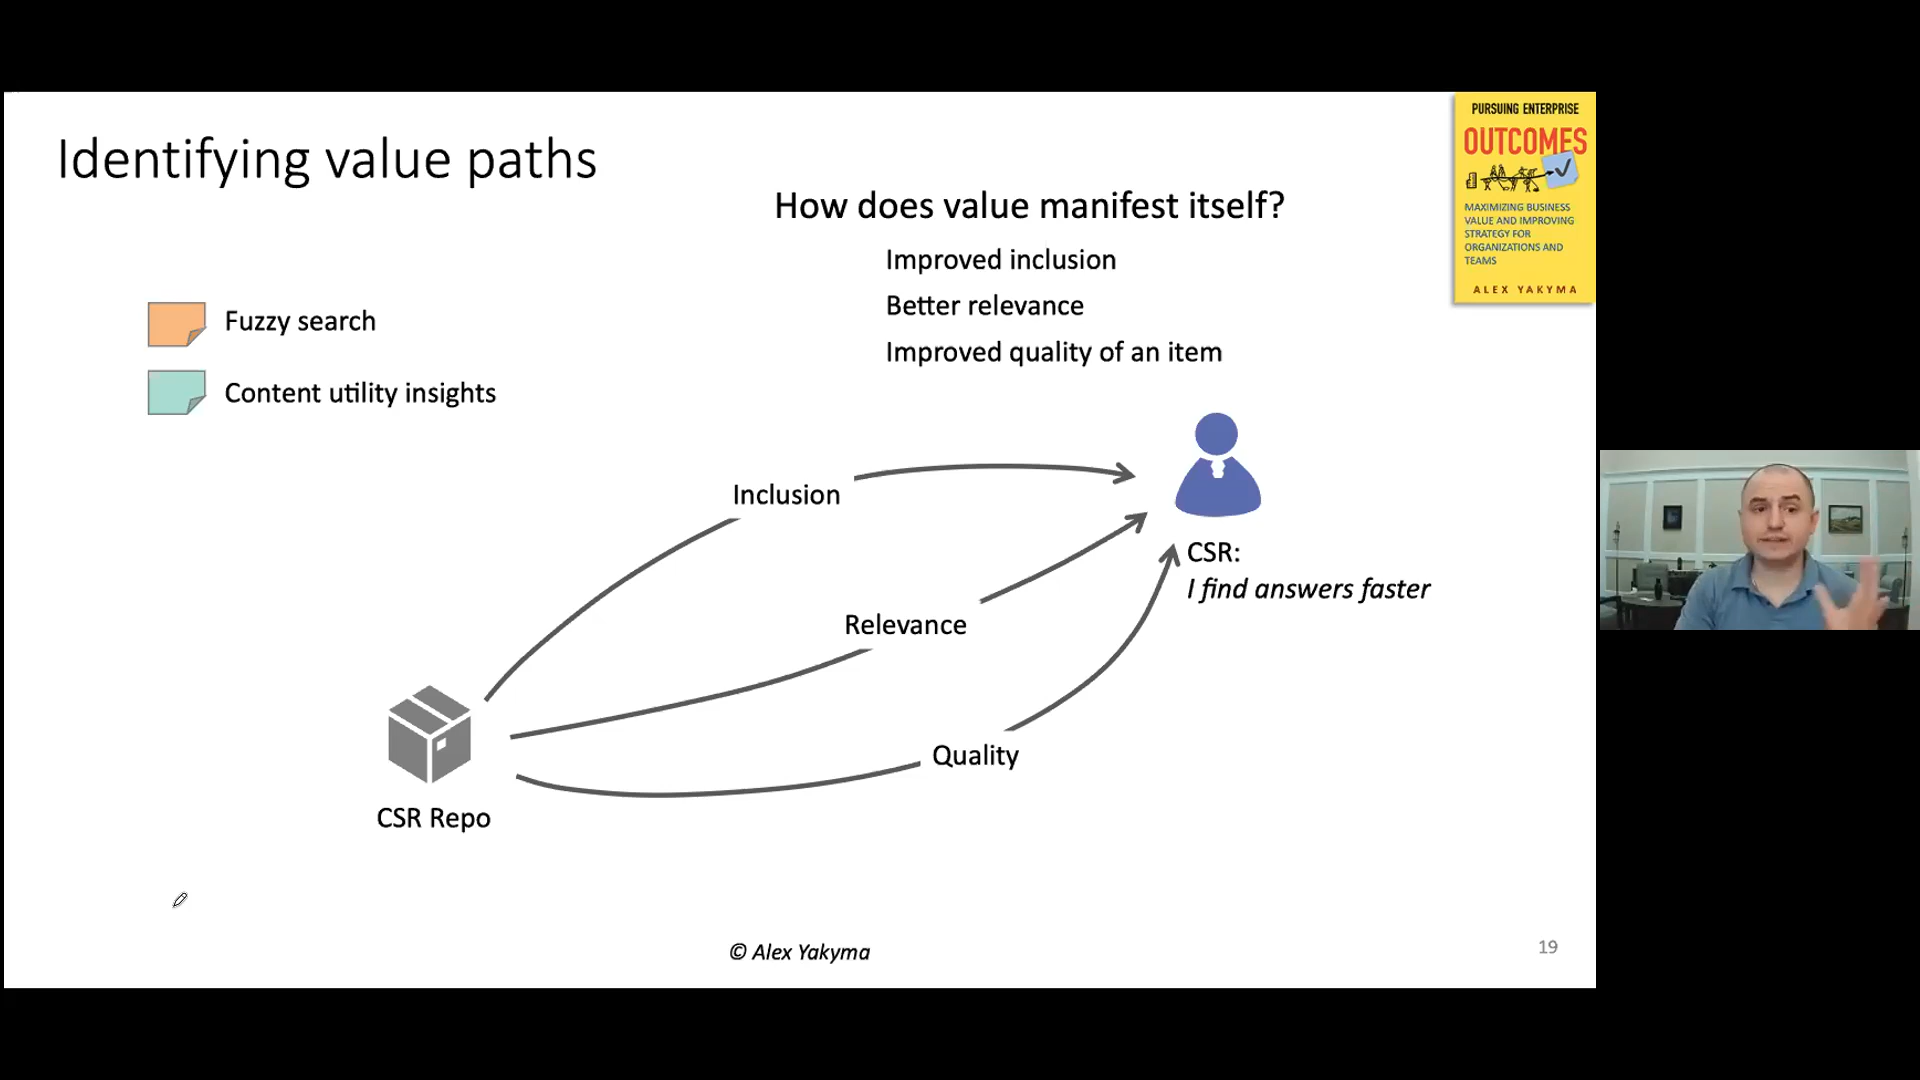 Identifying value paths
PURSUING ENTERPRISE
OUTCOMES
MAXIMIZING BUSINESS
VALUE AND IMPROVING
STRATEGY FOR
ORGANIZATIONS AND
TEAMS
ALEX YAKYMA
How does value manifest itself?
Improved inclusion
Better relevance
Improved quality of an item
Fuzzy search
Content utility insights
Inclusion
CSR:
I find answers faster
Relevance
Quality
CSR Repo
© Alex Yakyma
19